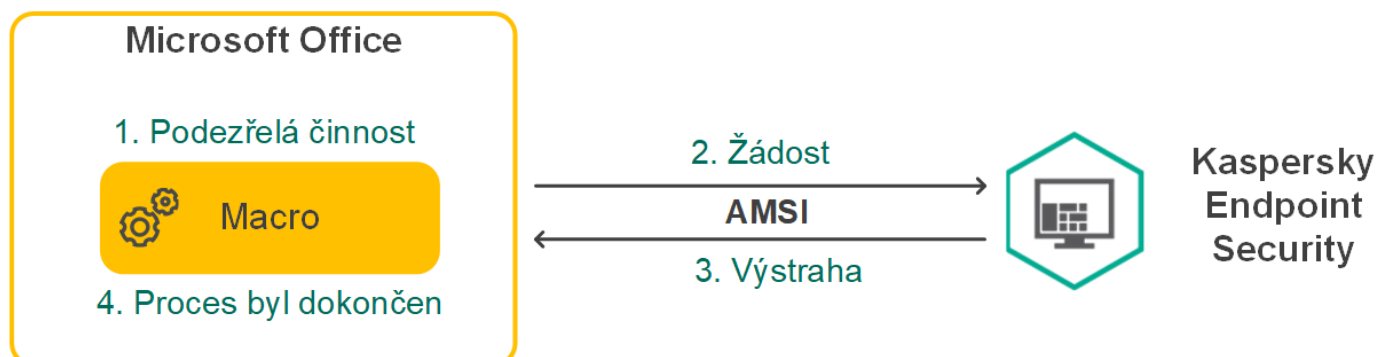 Microsoft Office
1. Podezřelá činnost
Macro
4. Proces byl dokončen
2. Žádost
AMSI
3. Výstraha
Kaspersky
Endpoint
Security